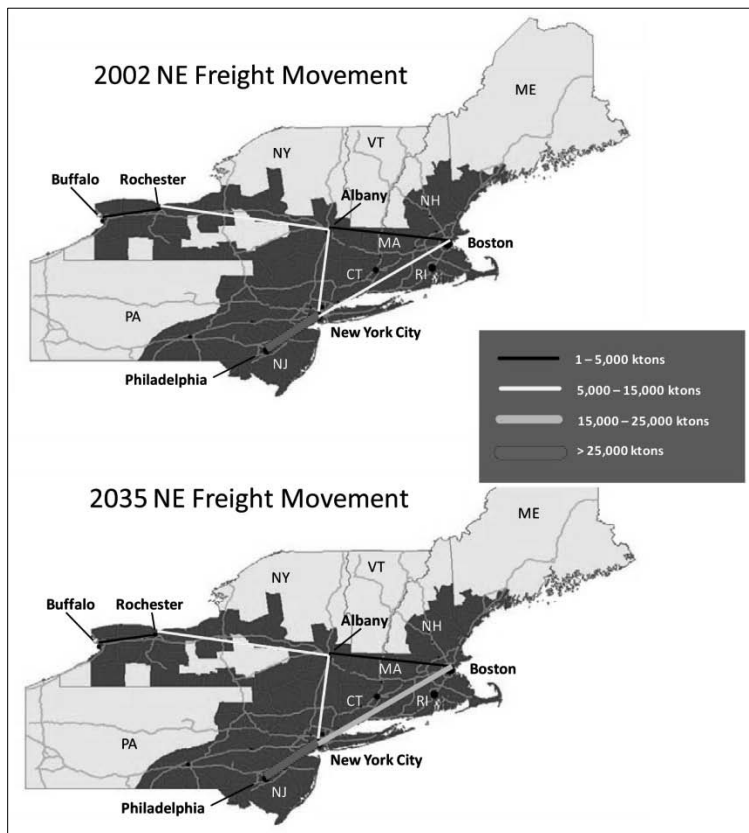 2002 NE Freight Movement
ME
NY
VT
Buffalo
Rochester
Albany
NH
MA
Boston
CT
RI
PA
New York City
NJ
Philadelphia
1 – 5,000 ktons
5,000 – 15,000 ktons
15,000 – 25,000 ktons
> 25,000 ktons
2035 NE Freight Movement
ME
NY
VT
Buffalo
Rochester
Albany
NH
MA
Boston
CT
RI
PA
New York City
NJ
Philadelphia